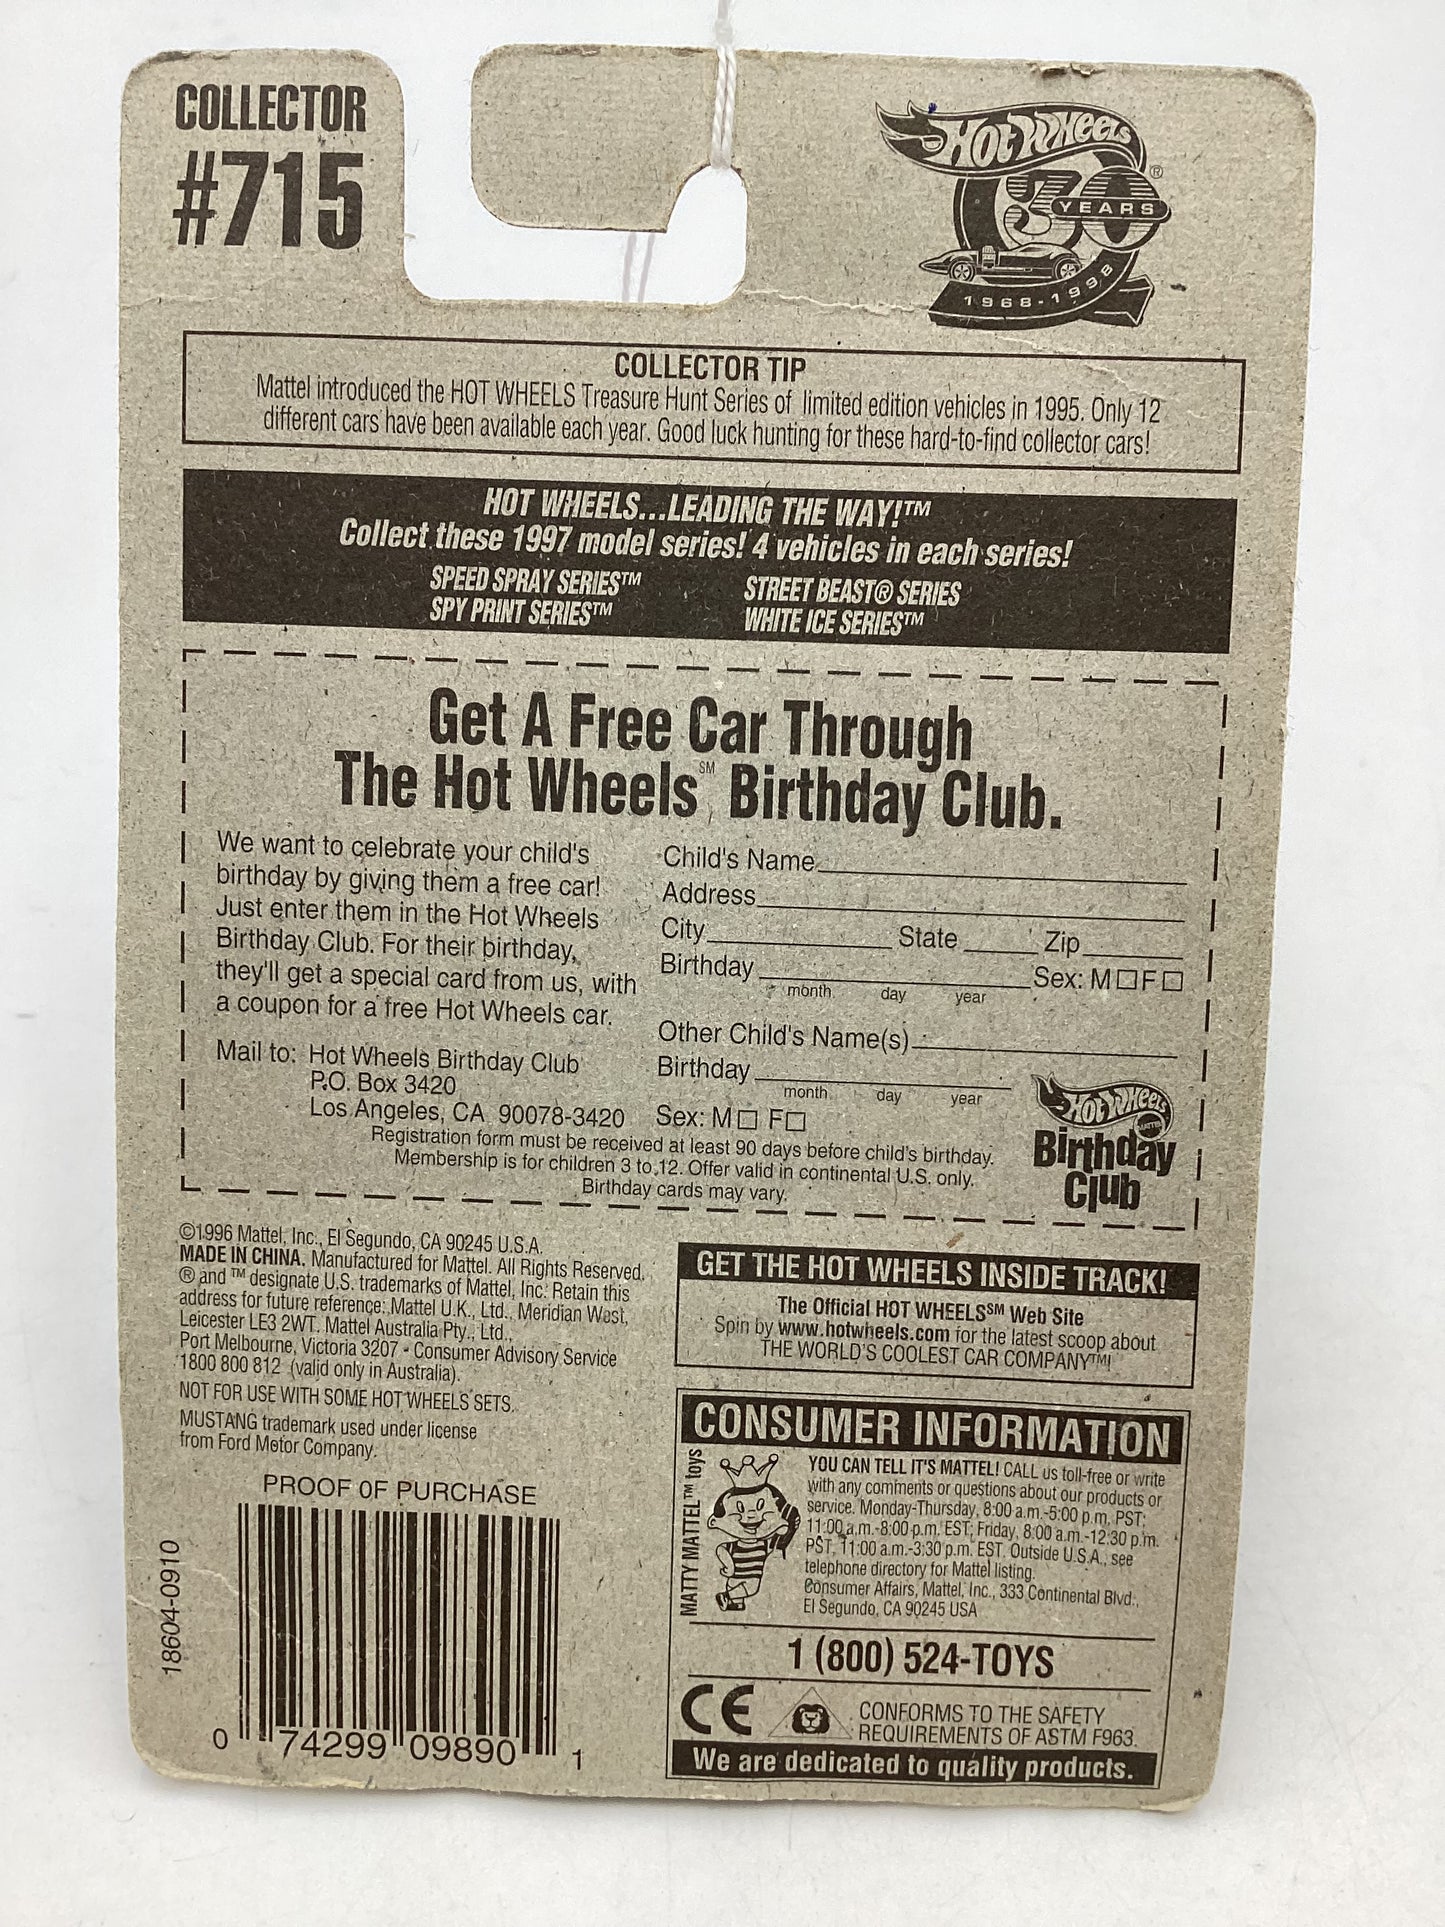 COLLECTOR
#715
HOT WHEELS®
30
YEARS
1968-1998
COLLECTOR TIP
Mattel introduced the HOT WHEELS Treasure Hunt Series of limited edition vehicles in 1995. Only 12
different cars have been available each year. Good luck hunting for these hard-to-find collector cars!
HOT WHEELS...LEADING THE WAY!™
Collect these 1997 model series! 4 vehicles in each series!
SPEED SPRAY SERIES™ STREET BEAST® SERIES
SPY PRINT SERIES™ WHITE ICE SERIES™
Get A Free Car Through
The Hot Wheels℠ Birthday Club.
We want to celebrate your child's
birthday by giving them a free car!
Just enter them in the Hot Wheels
Birthday Club. For their birthday,
they'll get a special card from us, with
a coupon for a free Hot Wheels car.
Mail to: Hot Wheels Birthday Club
P.O. Box 3420
Los Angeles, CA 90078-3420
Child's Name
Address
City State Zip
Birthday Sex: M☐F☐
month day year
Other Child's Name(s)
Birthday
month day year
Sex: M☐ F☐
Registration form must be received at least 90 days before child's birthday.
Membership is for children 3 to 12. Offer valid in continental U.S. only.
Birthday cards may vary.
Hot Wheels
MATTEL
Birthday
Club
©1996 Mattel, Inc., El Segundo, CA 90245 U.S.A.
MADE IN CHINA. Manufactured for Mattel. All Rights Reserved.
® and ™ designate U.S. trademarks of Mattel, Inc. Retain this
address for future reference: Mattel U.K., Ltd., Meridian West,
Leicester LE3 2WT. Mattel Australia Pty., Ltd.,
Port Melbourne, Victoria 3207 - Consumer Advisory Service
1800 800 812 (valid only in Australia).
NOT FOR USE WITH SOME HOT WHEELS SETS.
MUSTANG trademark used under license
from Ford Motor Company.
PROOF OF PURCHASE
18604-0910
0 74299 09890 1
GET THE HOT WHEELS INSIDE TRACK!
The Official HOT WHEELS℠ Web Site
Spin by www.hotwheels.com for the latest scoop about
THE WORLD'S COOLEST CAR COMPANY™!
CONSUMER INFORMATION
MATTY MATTEL™ toys
YOU CAN TELL IT'S MATTEL! CALL us toll-free or write
with any comments or questions about our products or
service. Monday-Thursday, 8:00 a.m.-5:00 p.m. PST;
11:00 a.m.-8:00 p.m. EST; Friday, 8:00 a.m.-12:30 p.m.
PST, 11:00 a.m.-3:30 p.m. EST. Outside U.S.A., see
telephone directory for Mattel listing.
Consumer Affairs, Mattel, Inc., 333 Continental Blvd.,
El Segundo, CA 90245 USA
1 (800) 524-TOYS
CE
CONFORMS TO THE SAFETY
REQUIREMENTS OF ASTM F963.
We are dedicated to quality products.